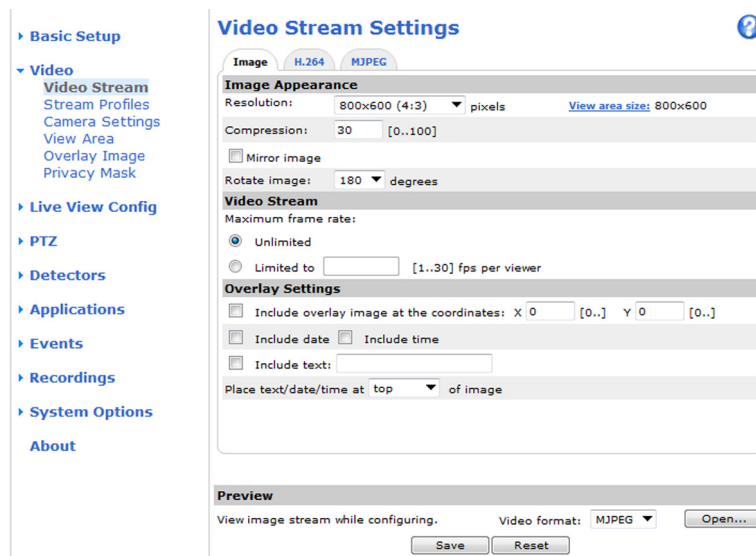 Basic Setup
Video
Video Stream
Stream Profiles
Camera Settings
View Area
Overlay Image
Privacy Mask
Live View Config
PTZ
Detectors
Applications
Events
Recordings
System Options
About
Video Stream Settings
?
Image H.264 MJPEG
Image Appearance
Resolution: 800x600 (4:3) pixels View area size: 800x600
Compression: 30 [0..100]
Mirror image
Rotate image: 180 degrees
Video Stream
Maximum frame rate:
Unlimited
Limited to [1..30] fps per viewer
Overlay Settings
Include overlay image at the coordinates: X 0 [0..] Y 0 [0..]
Include date Include time
Include text:
Place text/date/time at top of image
Preview
View image stream while configuring. Video format: MJPEG Open...
Save Reset